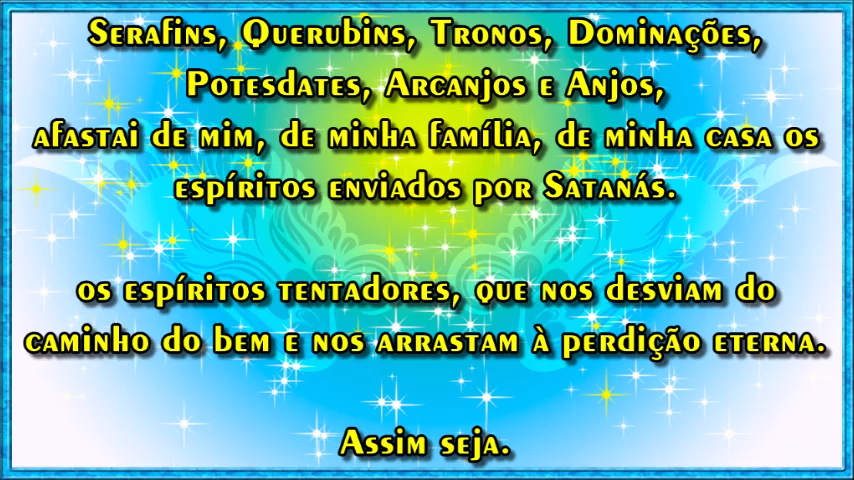 Serafins, Querubins, Tronos, Dominações,
Potesdates, Arcanjos e Anjos,
afastai de mim, de minha família, de minha casa os
espíritos enviados por Satanás.
os espíritos tentadores, que nos desviam do
caminho do bem e nos arrastam à perdição eterna.
Assim seja.